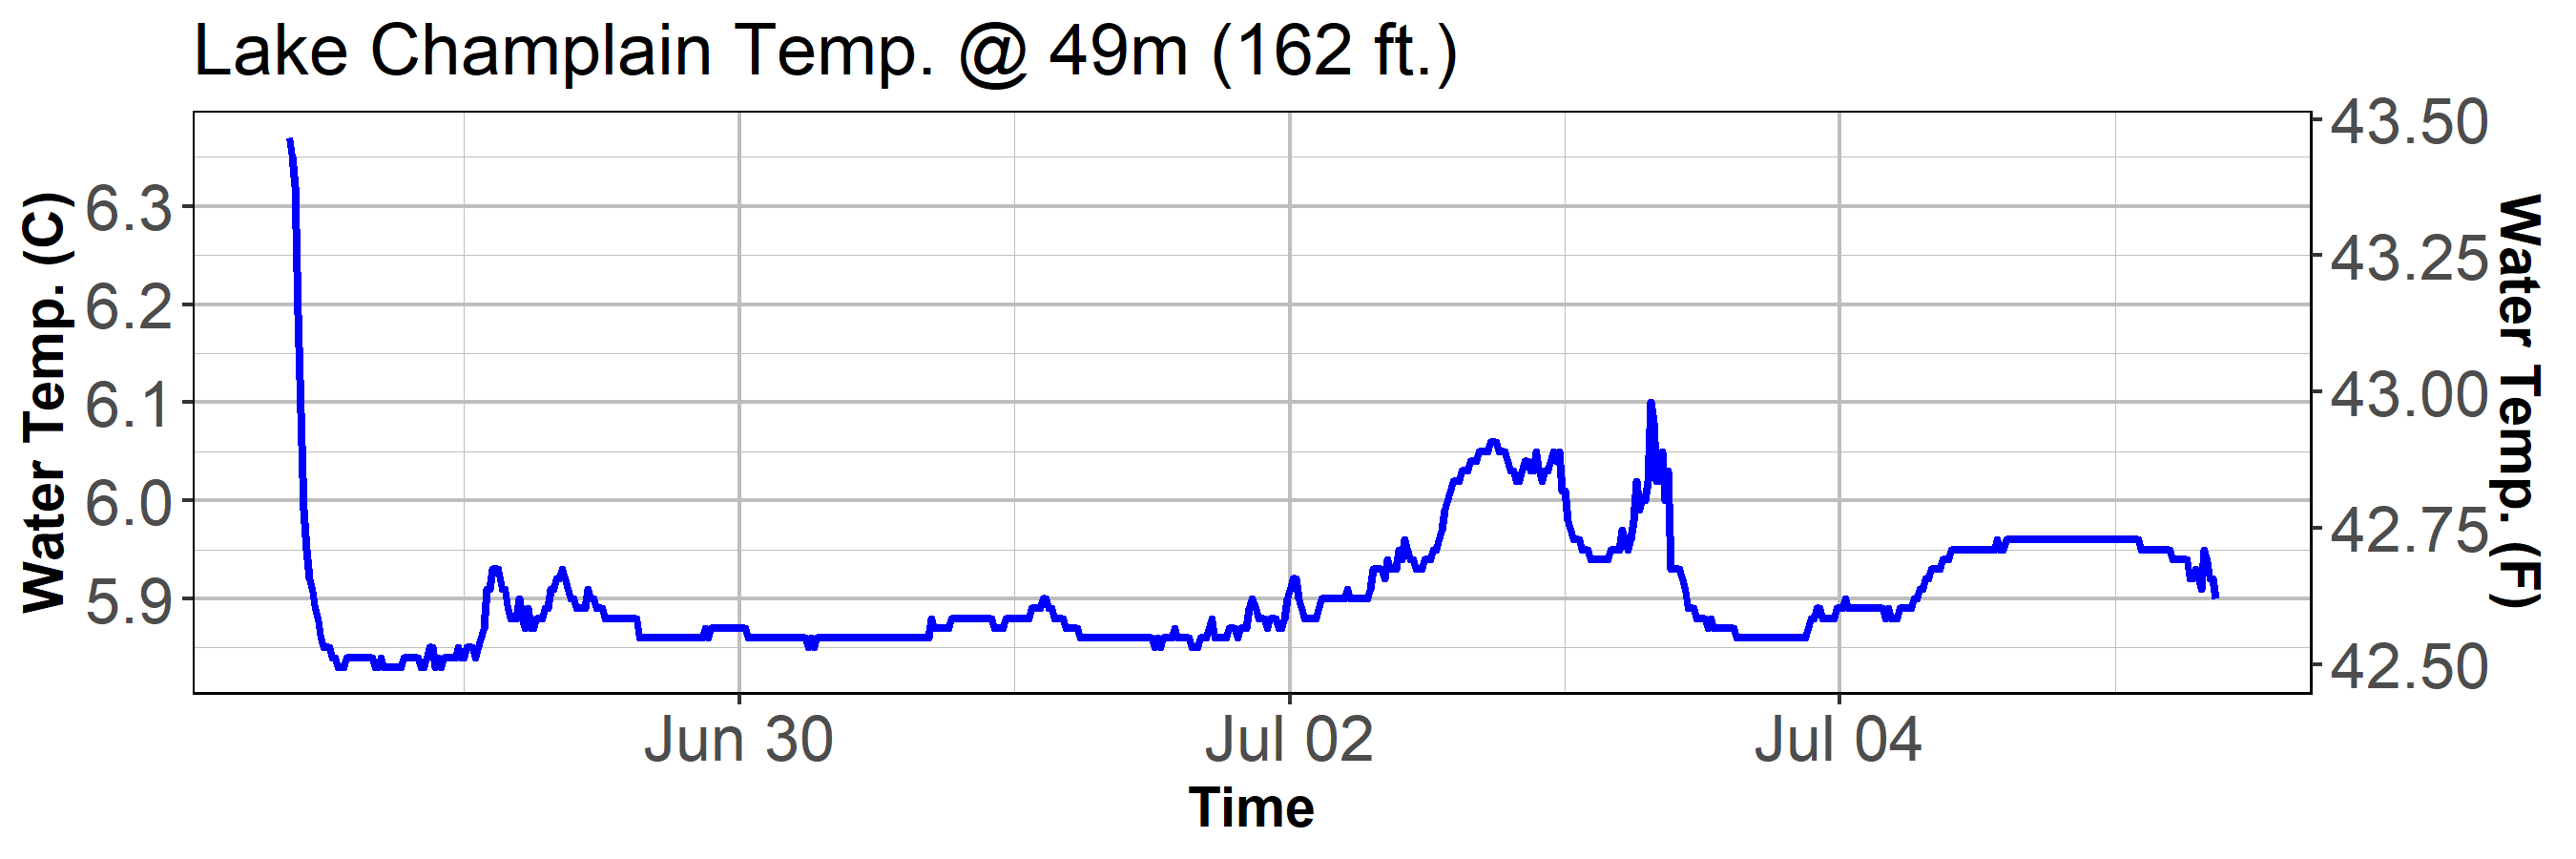 Lake Champlain Temp. @ 49m (162 ft.)
Water Temp. (C)
6.3
6.2
6.1
6.0
5.9
43.50
43.25
43.00
42.75
42.50
Water Temp. (F)
Jun 30
Jul 02
Jul 04
Time